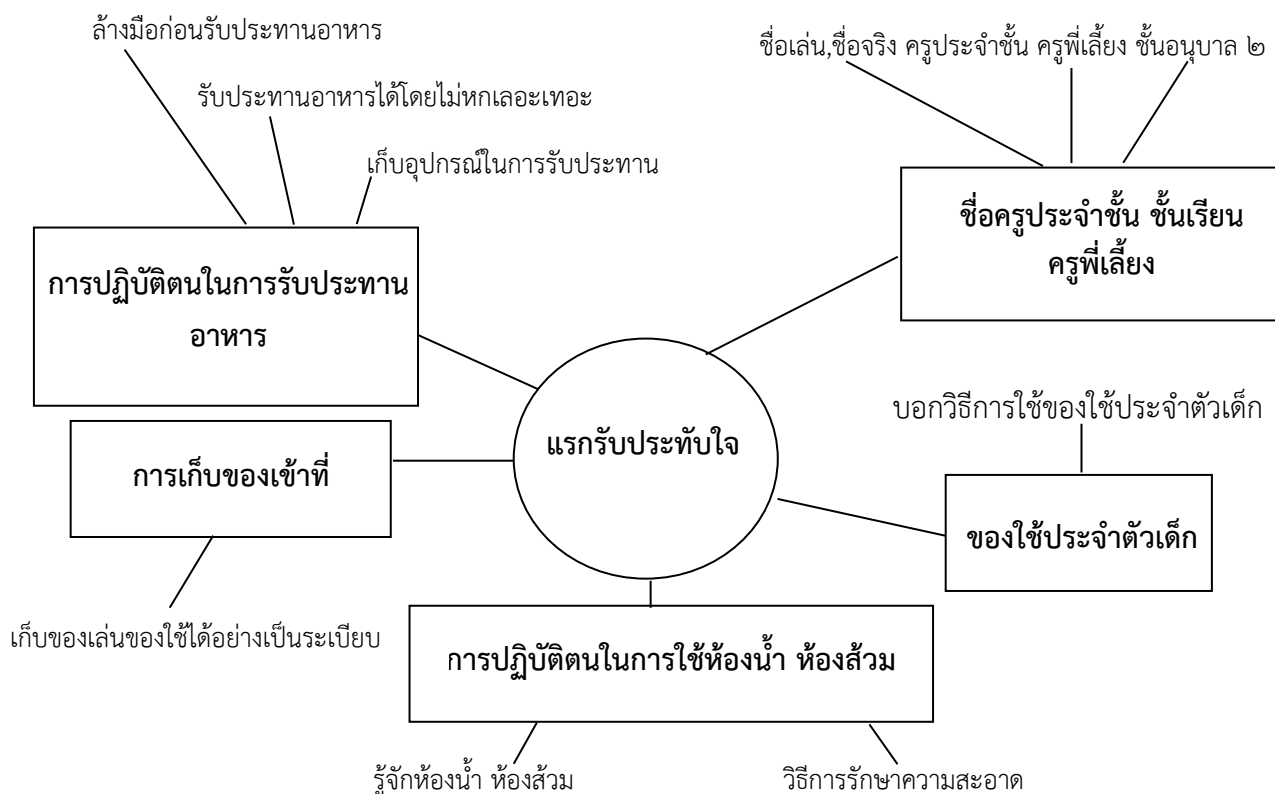 ล้างมือก่อนรับประทานอาหาร
รับประทานอาหารได้โดยไม่หกเลอะเทอะ
เก็บอุปกรณ์ในการรับประทาน
การปฏิบัติตนในการรับประทาน
อาหาร
ชื่อเล่น,ชื่อจริง ครูประจำชั้น ครูพี่เลี้ยง ชั้นอนุบาล ๒
ชื่อครูประจำชั้น ชั้นเรียน
ครูพี่เลี้ยง
แรกรับประทับใจ
การเก็บของเข้าที่
เก็บของเล่นของใช้ได้อย่างเป็นระเบียบ
บอกวิธีการใช้ของใช้ประจำตัวเด็ก
ของใช้ประจำตัวเด็ก
การปฏิบัติตนในการใช้ห้องน้ำ ห้องส้วม
รู้จักห้องน้ำ ห้องส้วม
วิธีการรักษาความสะอาด